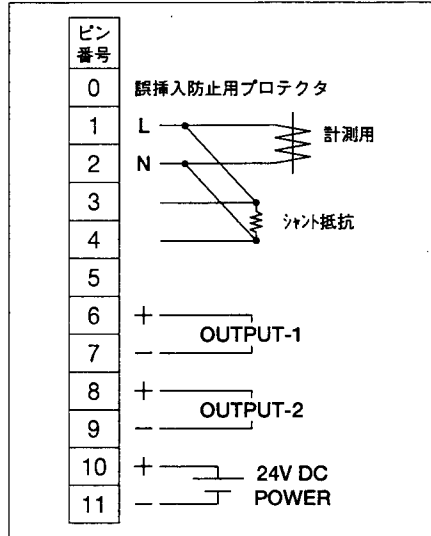 ピン
番号
0 誤挿入防止用プロテクタ
1 L 計測用
2 N
3
シャント抵抗
4
5
6 +
OUTPUT-1
7 −
8 +
OUTPUT-2
9 −
10 + 24V DC
11 − POWER